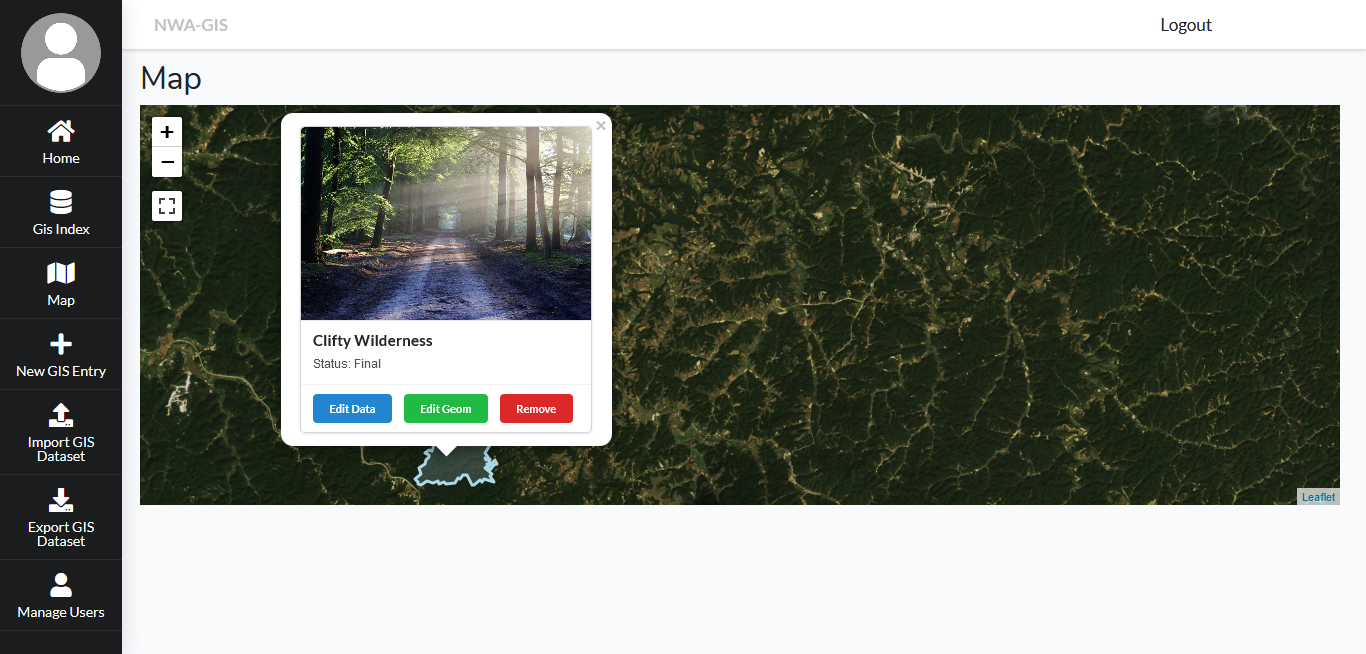 NWA-GIS
Logout
Home
Gis Index
Map
New GIS Entry
Import GIS
Dataset
Export GIS
Dataset
Manage Users
Map
+
−
×
Clifty Wilderness
Status: Final
Edit Data Edit Geom Remove
Leaflet